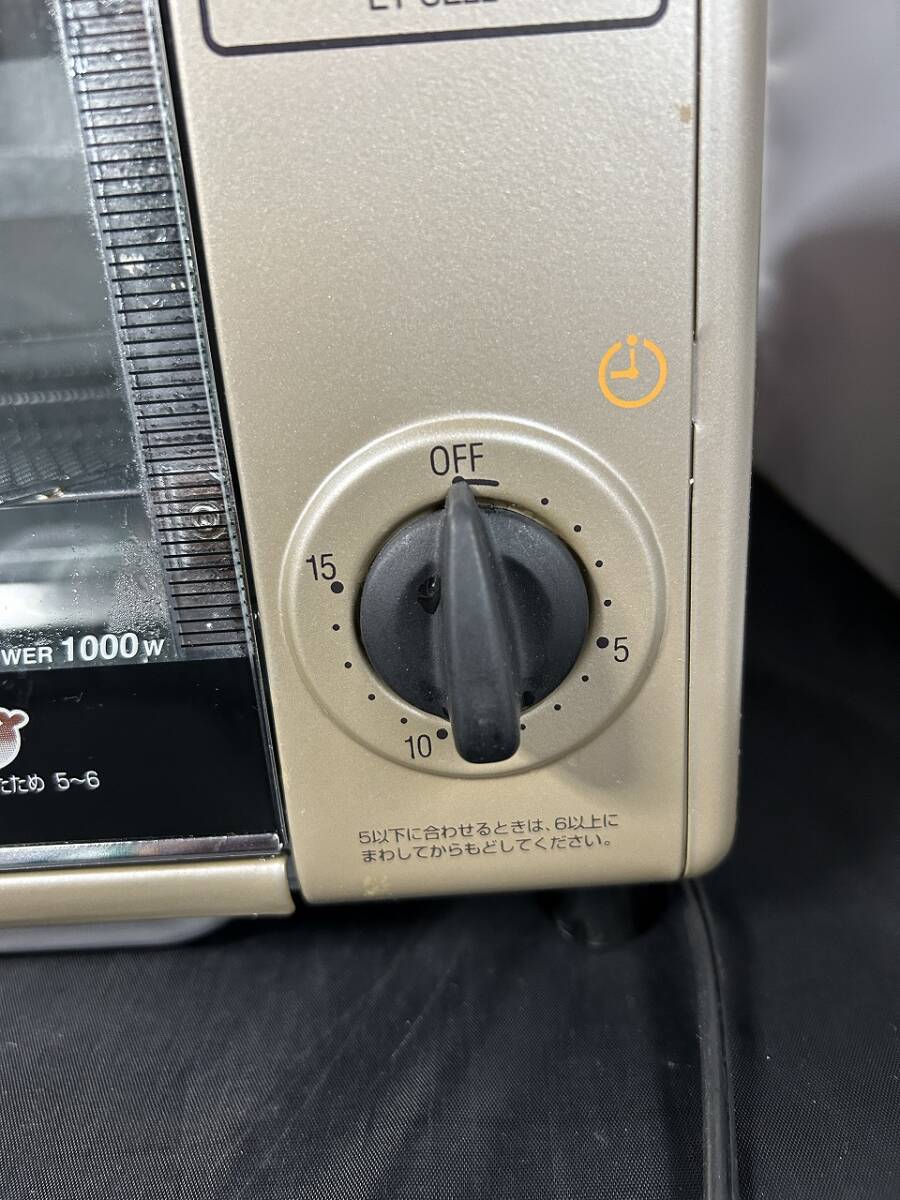 OFF
15
5
10
WER 1000 W
ため 5~6
5以下に合わせるときは、6以上に
まわしてからもどしてください。